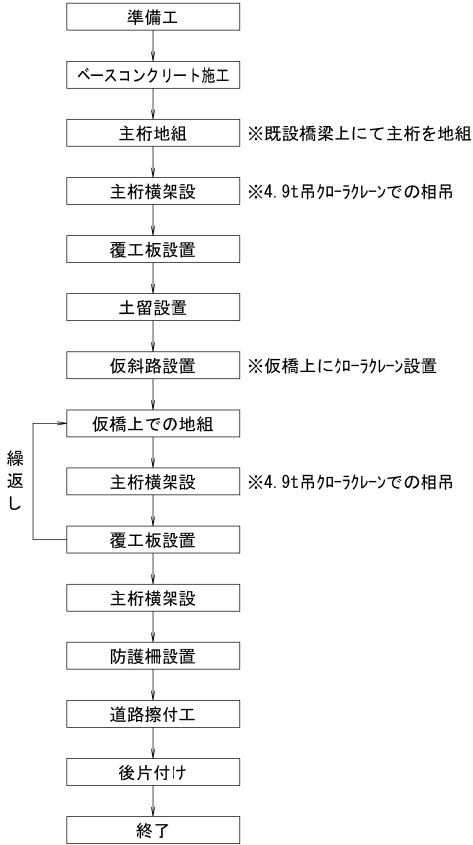 準備工
ベースコンクリート施工
主桁地組 ※既設橋梁上にて主桁を地組
主桁横架設 ※4.9t吊クローラクレーンでの相吊
覆工板設置
土留設置
仮斜路設置 ※仮橋上にクローラクレーン設置
仮橋上での地組
繰返し
主桁横架設 ※4.9t吊クローラクレーンでの相吊
覆工板設置
主桁横架設
防護柵設置
道路擦付工
後片付け
終了